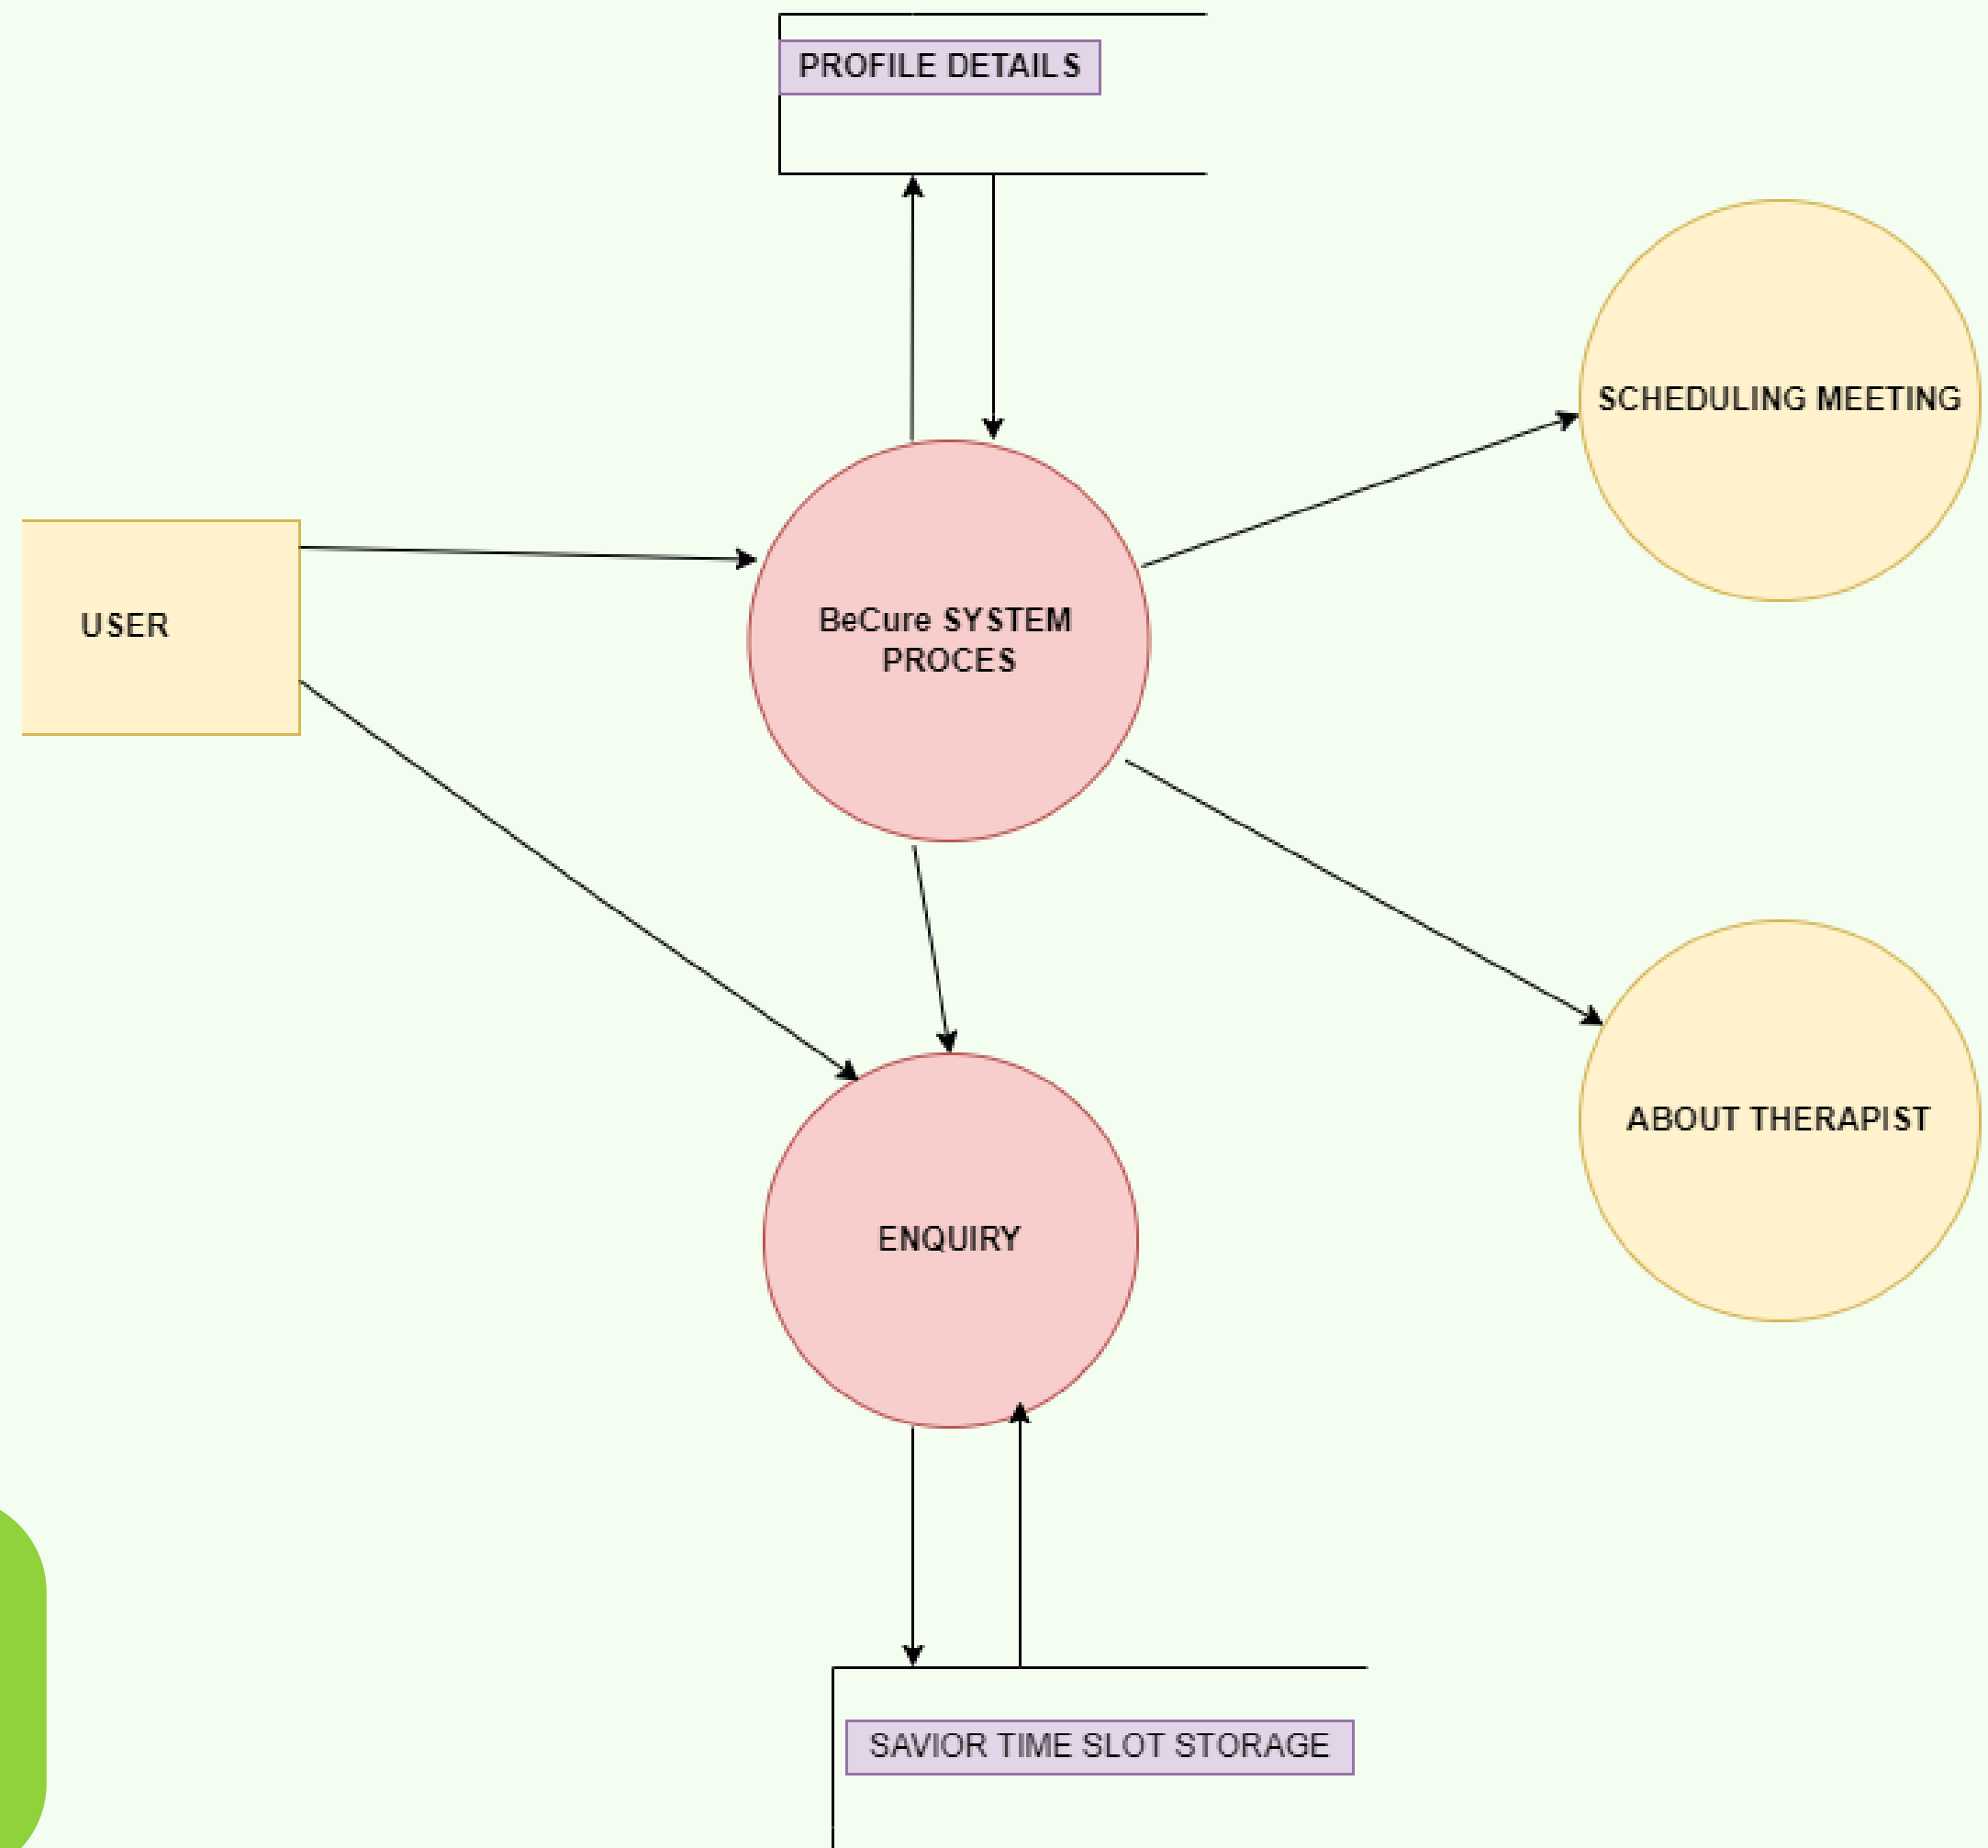 PROFILE DETAILS
SCHEDULING MEETING
USER
BeCure SYSTEM
PROCES
ABOUT THERAPIST
ENQUIRY
SAVIOR TIME SLOT STORAGE